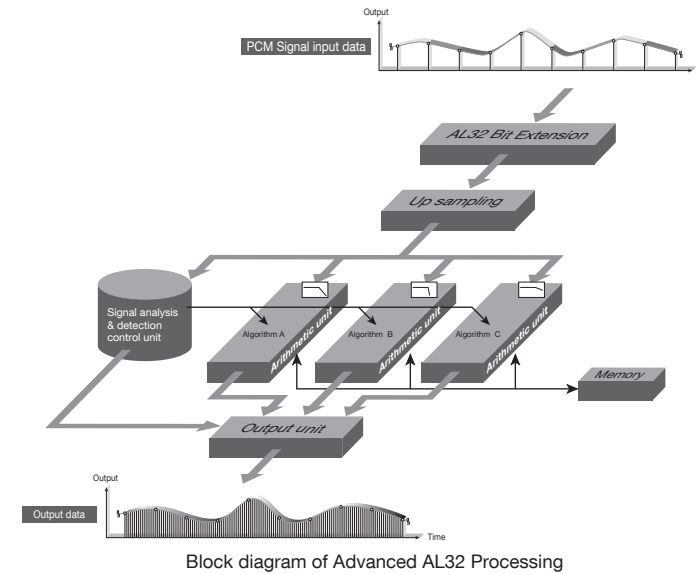 Output
PCM Signal input data
AL32 Bit Extension
Up sampling
Signal analysis
& detection
control unit
Algorithm A
Arithmetic unit
Algorithm B
Arithmetic unit
Algorithm C
Arithmetic unit
Memory
Output unit
Output
Output data
Time
Block diagram of Advanced AL32 Processing